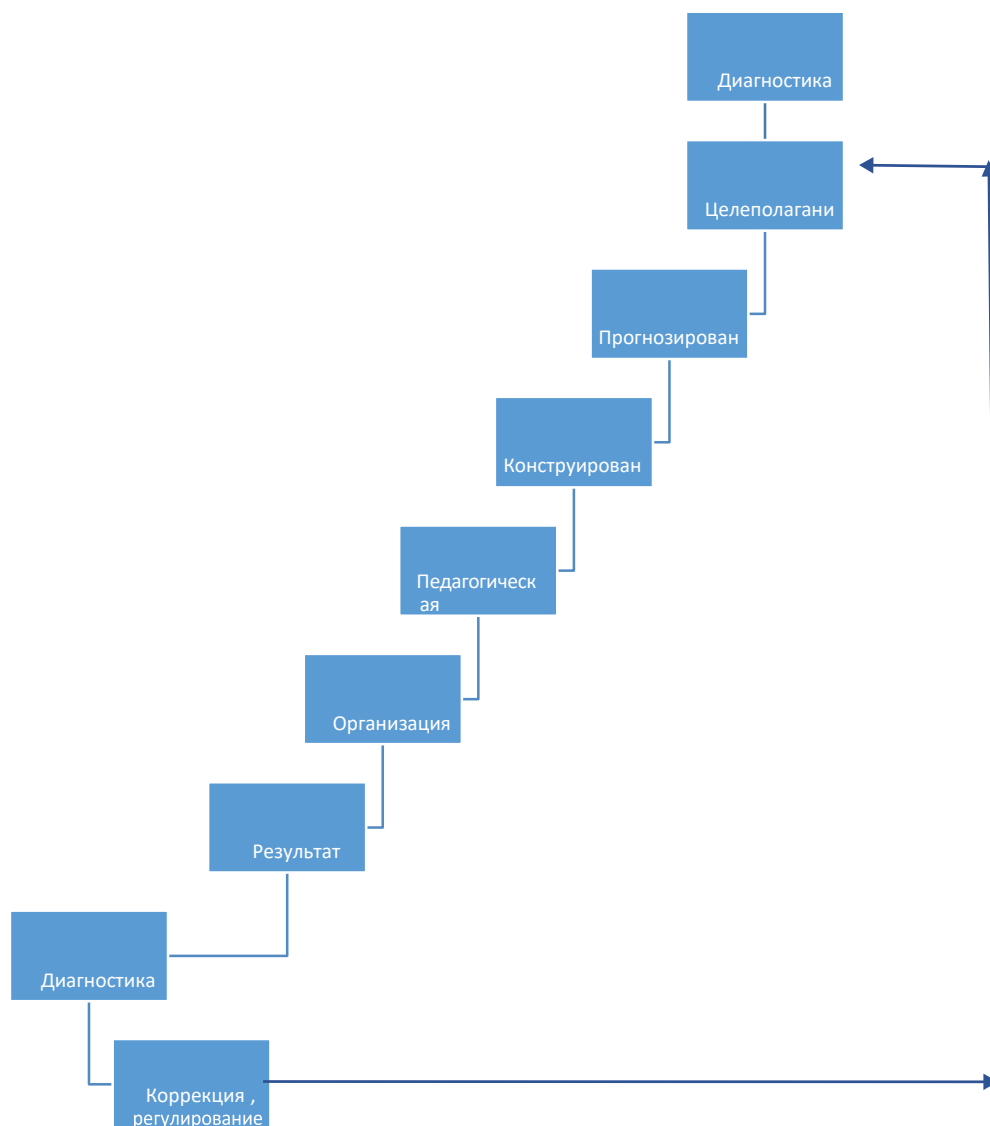 Диагностика
Целеполагани
Прогнозирован
Конструирован
Педагогическ
ая
Организация
Результат
Диагностика
Коррекция ,
регулирование